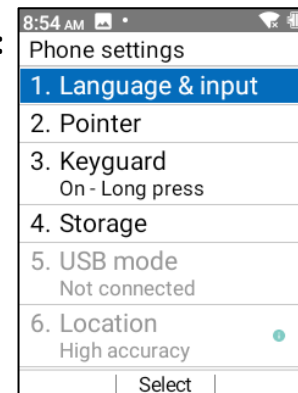 :
8:54 AM
Phone settings
1. Language & input
2. Pointer
3. Keyguard
On - Long press
4. Storage
5. USB mode
Not connected
6. Location
High accuracy
Select